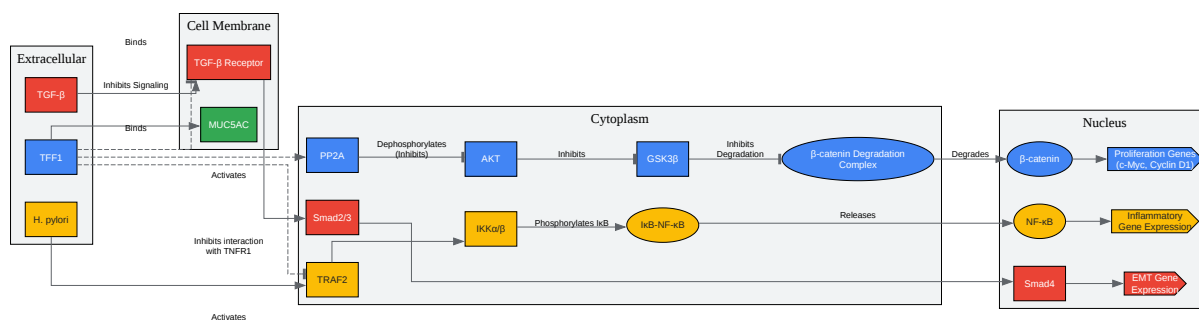 Extracellular
TGF-β
TFF1
H. pylori
Binds
Inhibits Signaling
Binds
Activates
Inhibits interaction
with TNFR1
Activates
Cell Membrane
TGF-β Receptor
MUC5AC
Cytoplasm
PP2A
Dephosphorylates
(Inhibits)
AKT
Inhibits
GSK3β
Inhibits
Degradation
β-catenin Degradation
Complex
Degrades
Smad2/3
IKKα/β
Phosphorylates IκB
IκB-NF-κB
Releases
TRAF2
Nucleus
β-catenin
Proliferation Genes
(c-Myc, Cyclin D1)
NF-κB
Inflammatory
Gene Expression
Smad4
EMT Gene
Expression